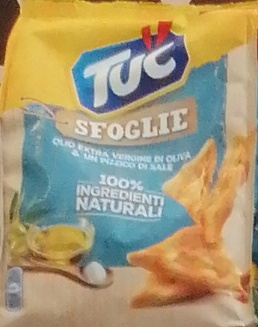 TUC
SFOGLIE
OLIO EXTRA VERGINE DI OLIVA
& UN PIZZICO DI SALE
100%
INGREDIENTI
NATURALI